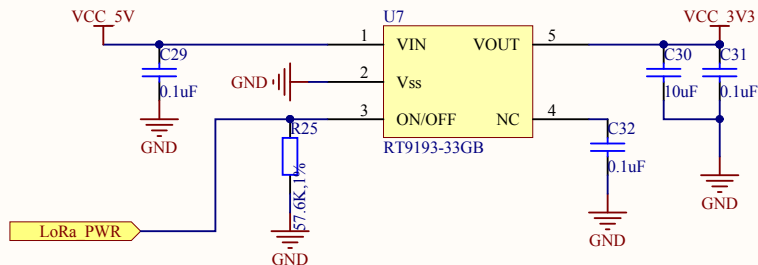 VCC_5V
U7
VCC_3V3
1
VIN
VOUT
5
C29
C30
C31
GND
2
Vss
0.1uF
10uF
0.1uF
3
ON/OFF
NC
4
R25
C32
GND
RT9193-33GB
0.1uF
57.6K,1%
GND
LoRa_PWR
GND
GND